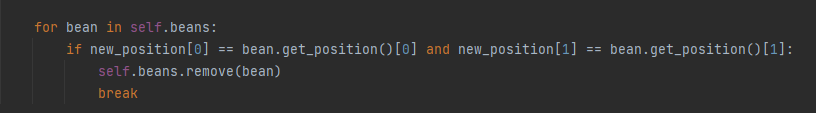 for bean in self.beans:
    if new_position[0] == bean.get_position()[0] and new_position[1] == bean.get_position()[1]:
        self.beans.remove(bean)
        break